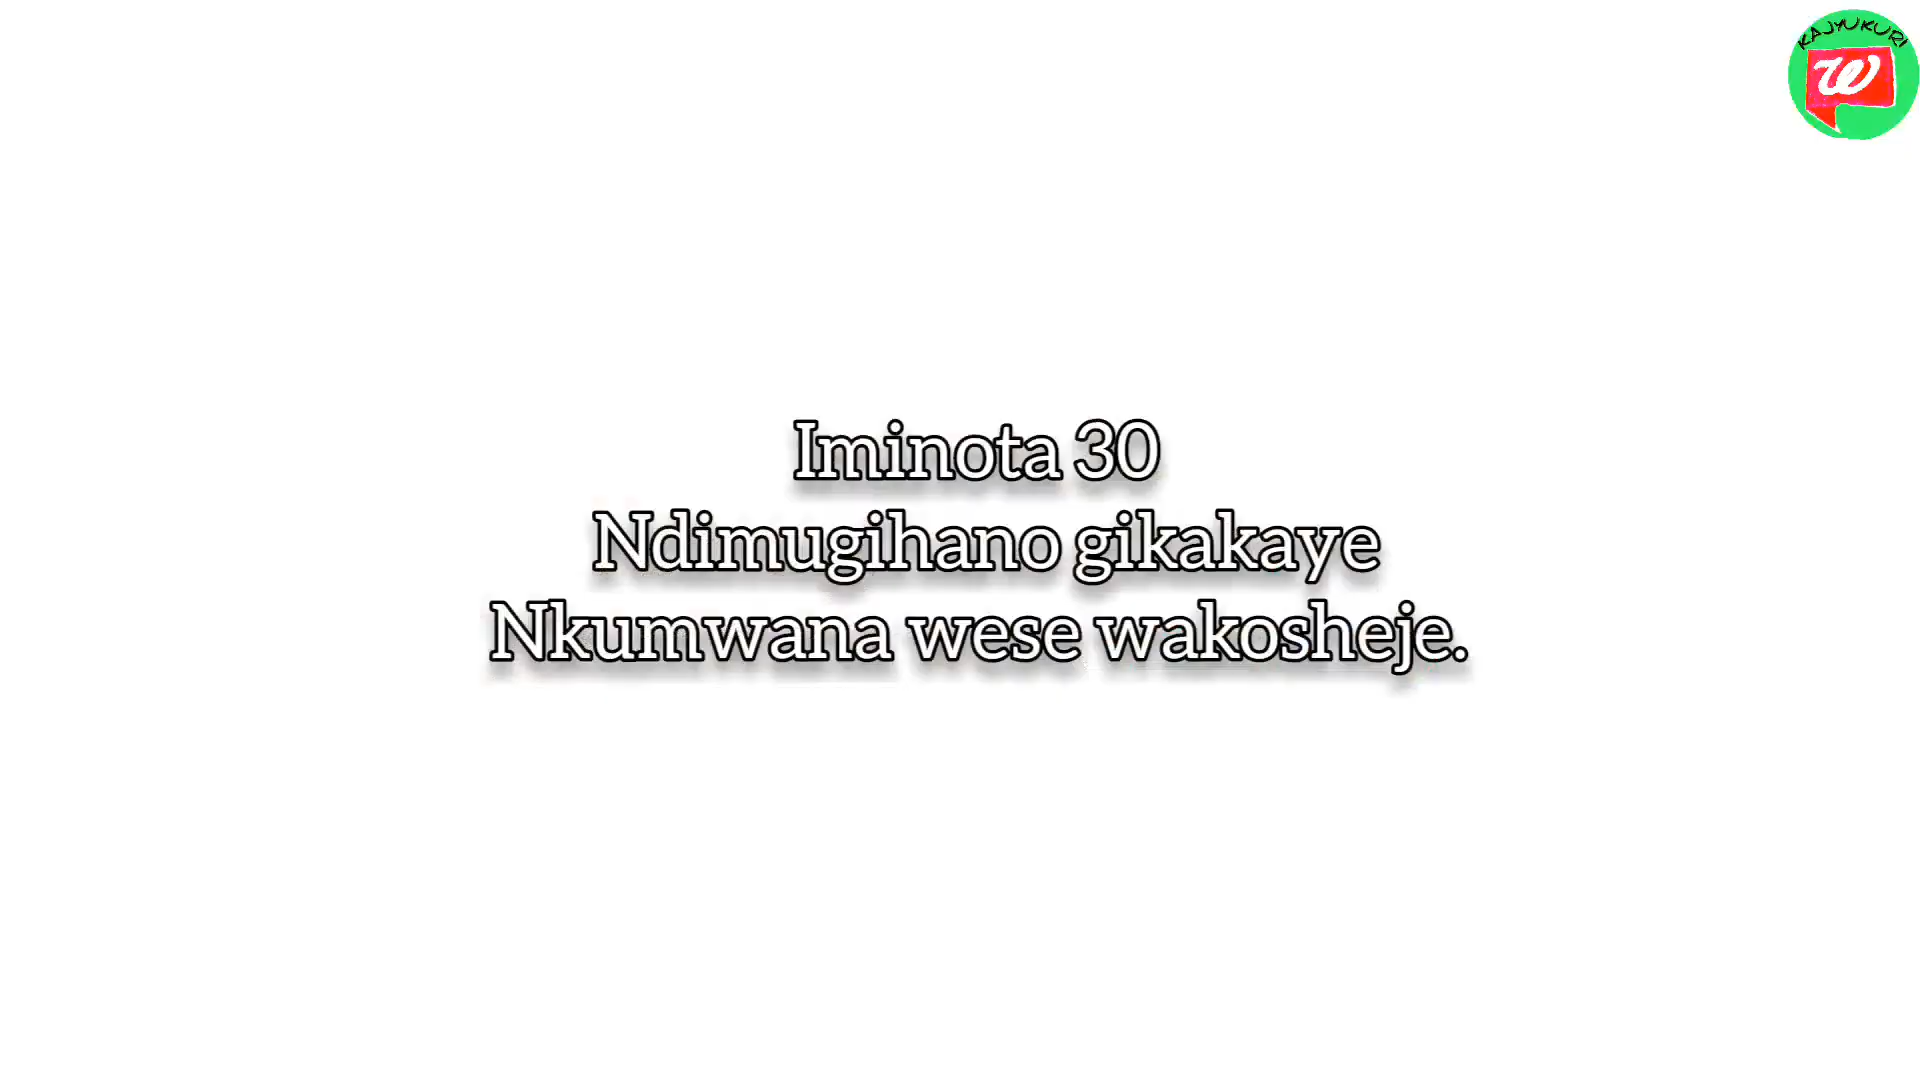 KAJYUKURI
W
Iminota 30
Ndimugihano gikakaye
Nkumwana wese wakosheje.